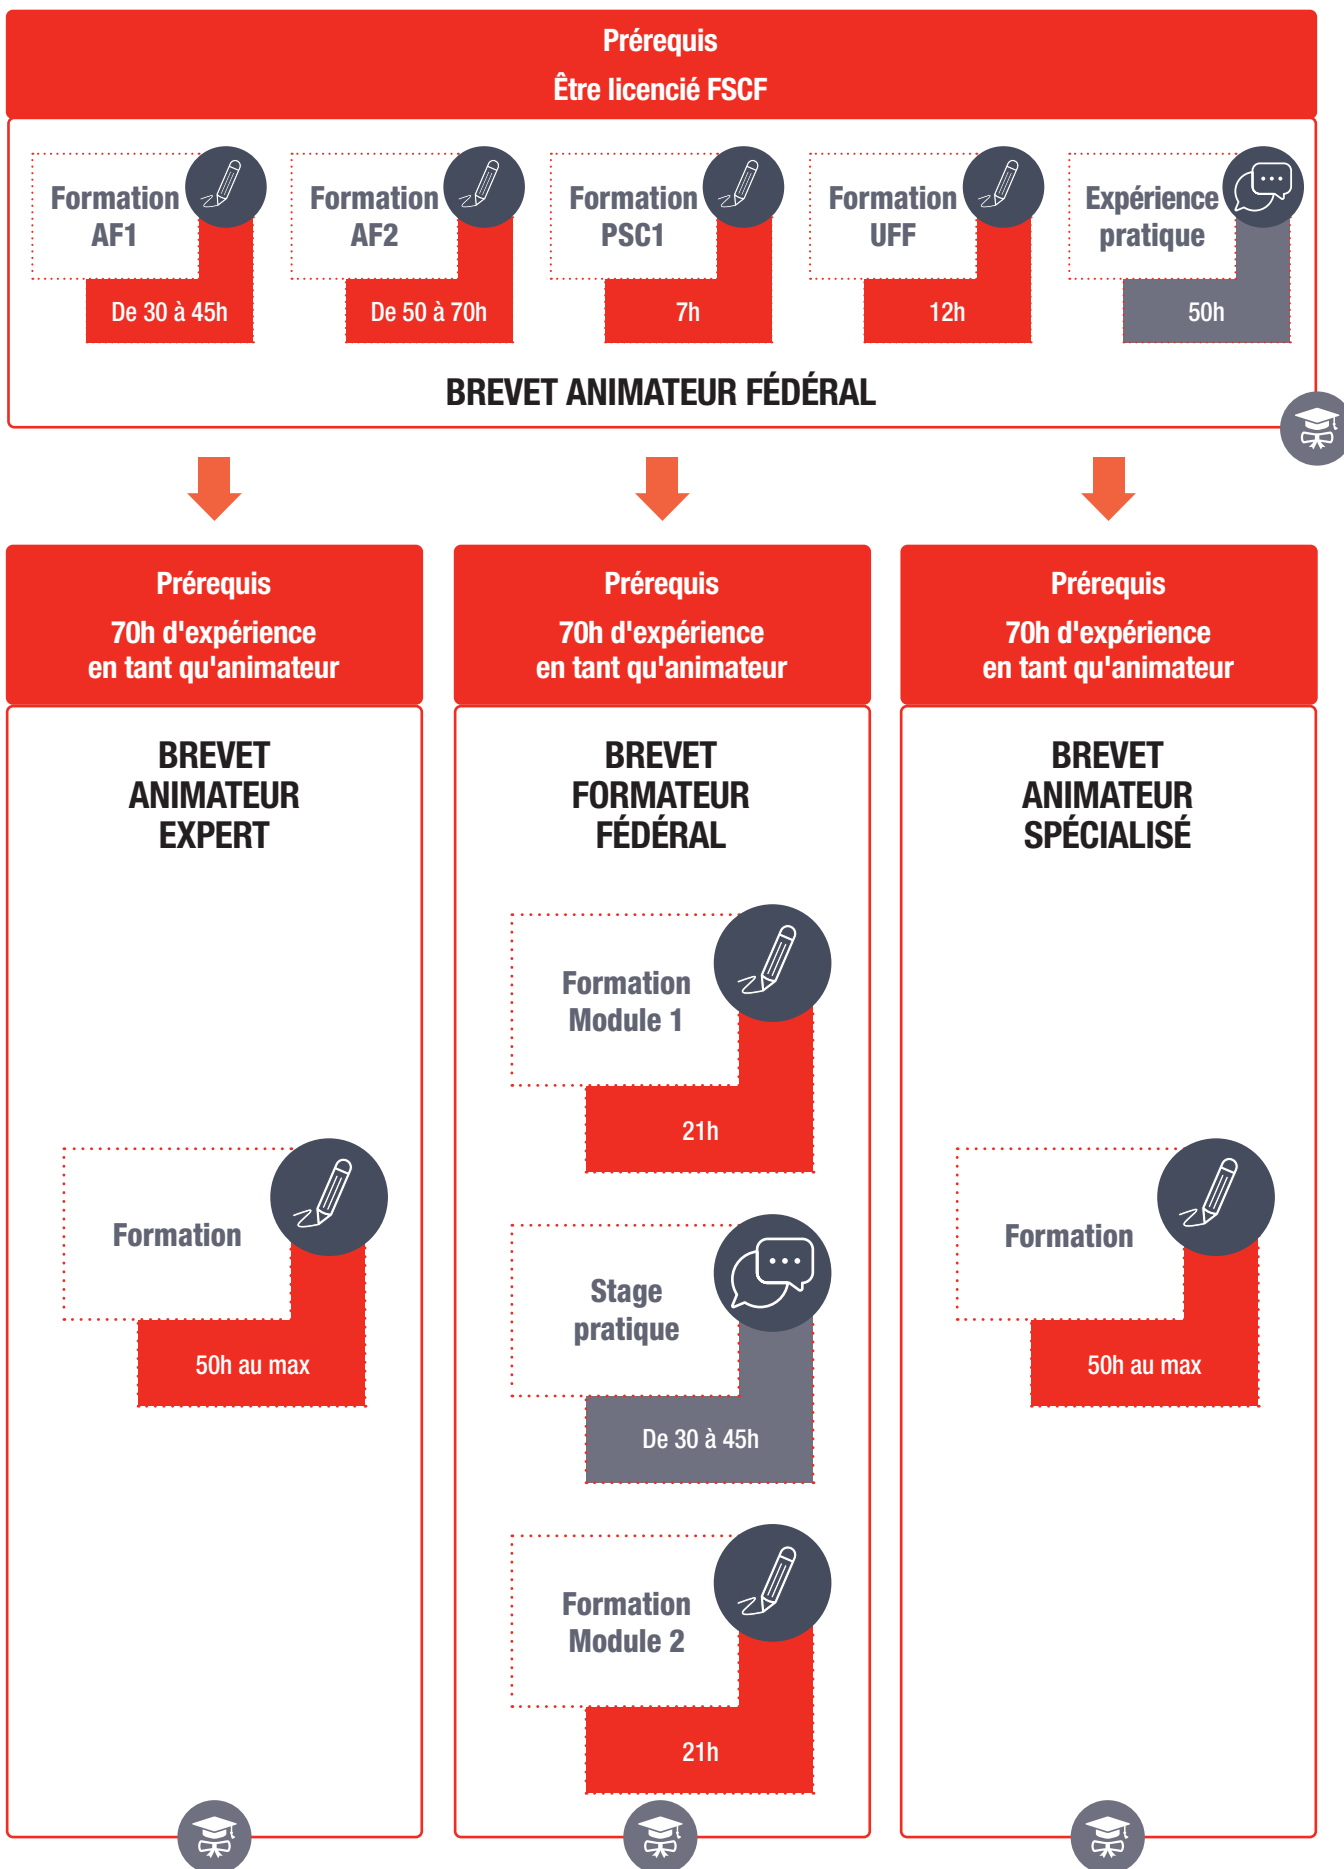 Prérequis
Être licencié FSCF
Formation
AF1
De 30 à 45h
Formation
AF2
De 50 à 70h
Formation
PSC1
7h
Formation
UFF
12h
Expérience
pratique
50h
BREVET ANIMATEUR FÉDÉRAL
Prérequis
70h d'expérience
en tant qu'animateur
BREVET
ANIMATEUR
EXPERT
Formation
50h au max
Prérequis
70h d'expérience
en tant qu'animateur
BREVET
FORMATEUR
FÉDÉRAL
Formation
Module 1
21h
Stage
pratique
De 30 à 45h
Formation
Module 2
21h
Prérequis
70h d'expérience
en tant qu'animateur
BREVET
ANIMATEUR
SPÉCIALISÉ
Formation
50h au max